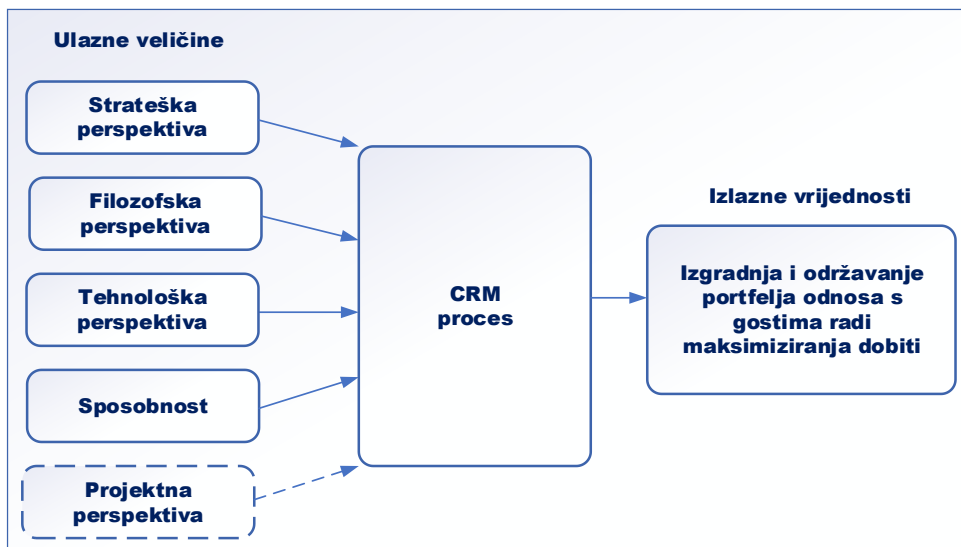 Ulazne veličine
Strateška
perspektiva
Filozofska
perspektiva
Tehnološka
perspektiva
Sposobnost
Projektna
perspektiva
CRM
proces
Izlazne vrijednosti
Izgradnja i održavanje
portfelja odnosa s
gostima radi
maksimiziranja dobiti